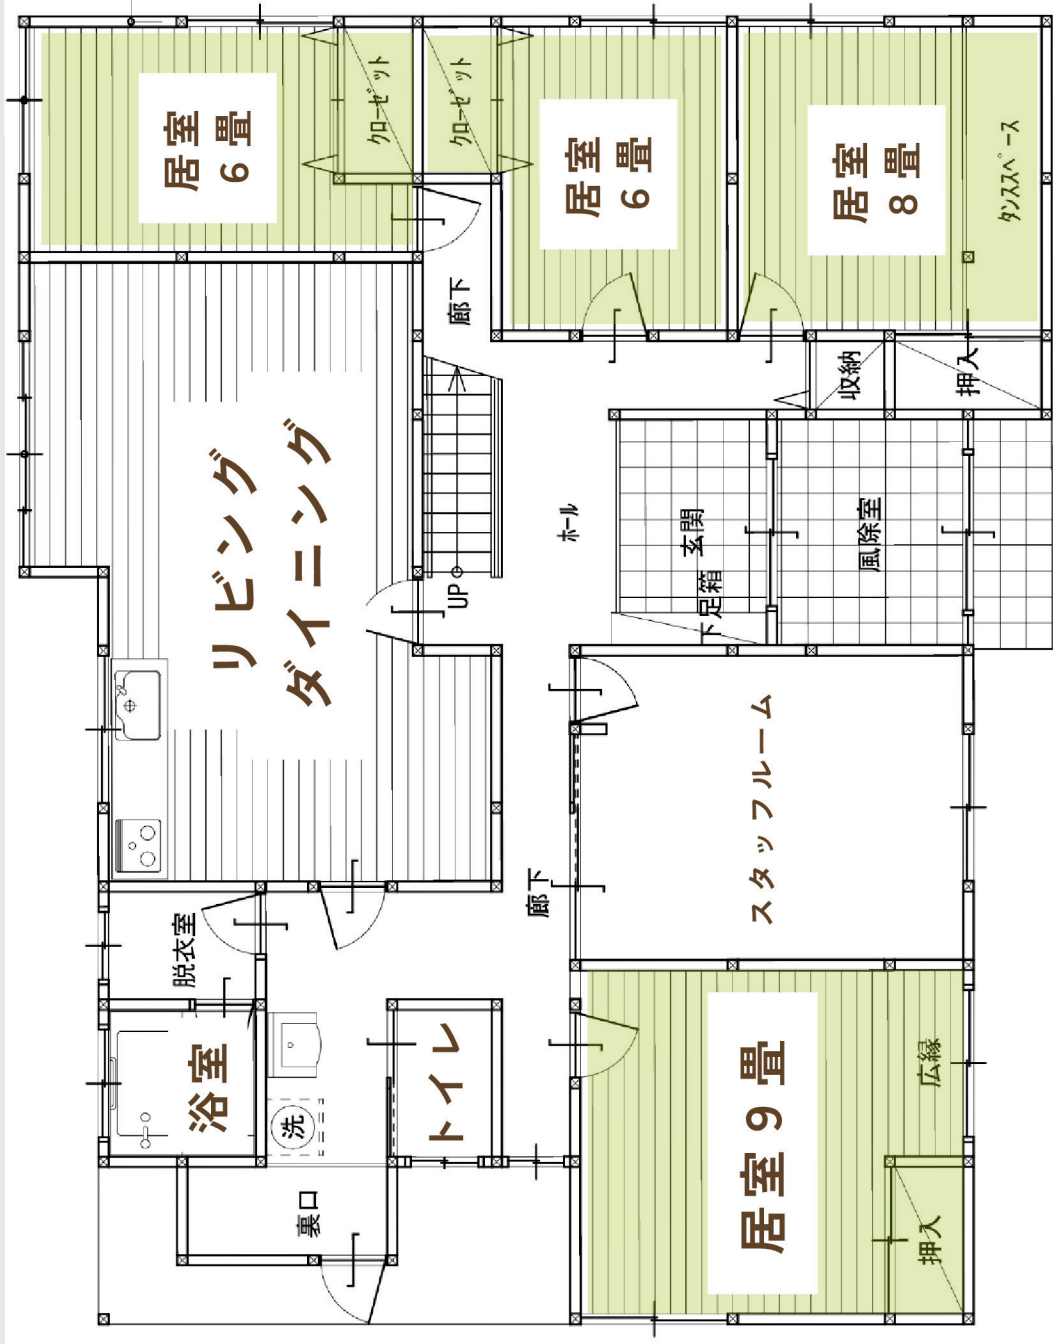 脱衣室
浴室
リビング
ダイニング
居室
6畳
ｸﾛｰｾﾞｯﾄ
洗
裏口
トイレ
UP
廊下
ｸﾛｰｾﾞｯﾄ
廊下
ﾎｰﾙ
居室
6畳
居室9畳
広縁
押入
スタッフルーム
下足箱
玄関
風除室
収納
押入
居室
8畳
ﾀﾝｽｽﾍﾟｰｽ